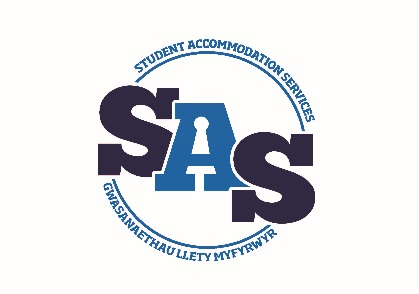 STUDENT ACCOMMODATION SERVICES
SAS
GWASANAETHAU LLETY MYFYRWYR